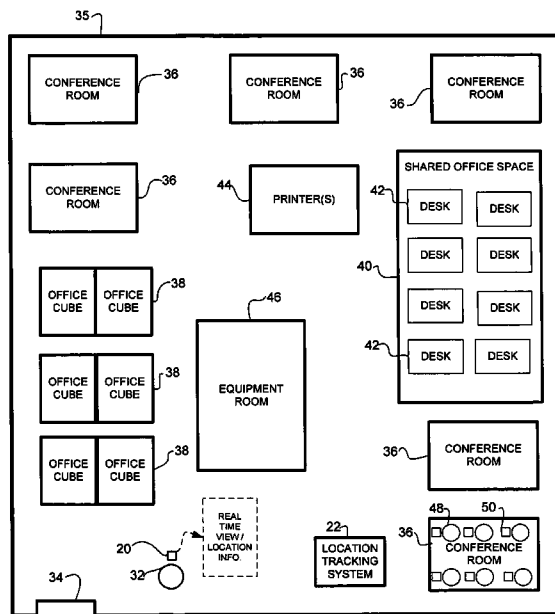 35
CONFERENCE
ROOM
36
CONFERENCE
ROOM
36
CONFERENCE
ROOM
36
CONFERENCE
ROOM
36
44
PRINTER(S)
SHARED OFFICE SPACE
42
DESK
DESK
40
DESK
DESK
DESK
DESK
42
DESK
DESK
OFFICE
CUBE
OFFICE
CUBE
38
OFFICE
CUBE
OFFICE
CUBE
38
OFFICE
CUBE
OFFICE
CUBE
38
46
EQUIPMENT
ROOM
36
CONFERENCE
ROOM
20
32
REAL
TIME
VIEW /
LOCATION
INFO.
22
LOCATION
TRACKING
SYSTEM
36
48
50
CONFERENCE
ROOM
34